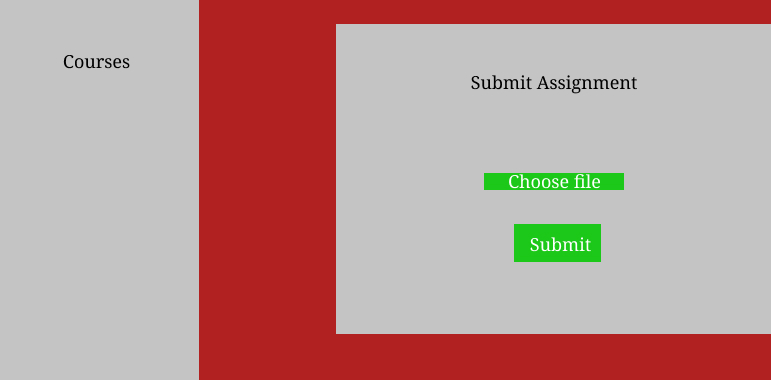 Courses
Submit Assignment
Choose file
Submit